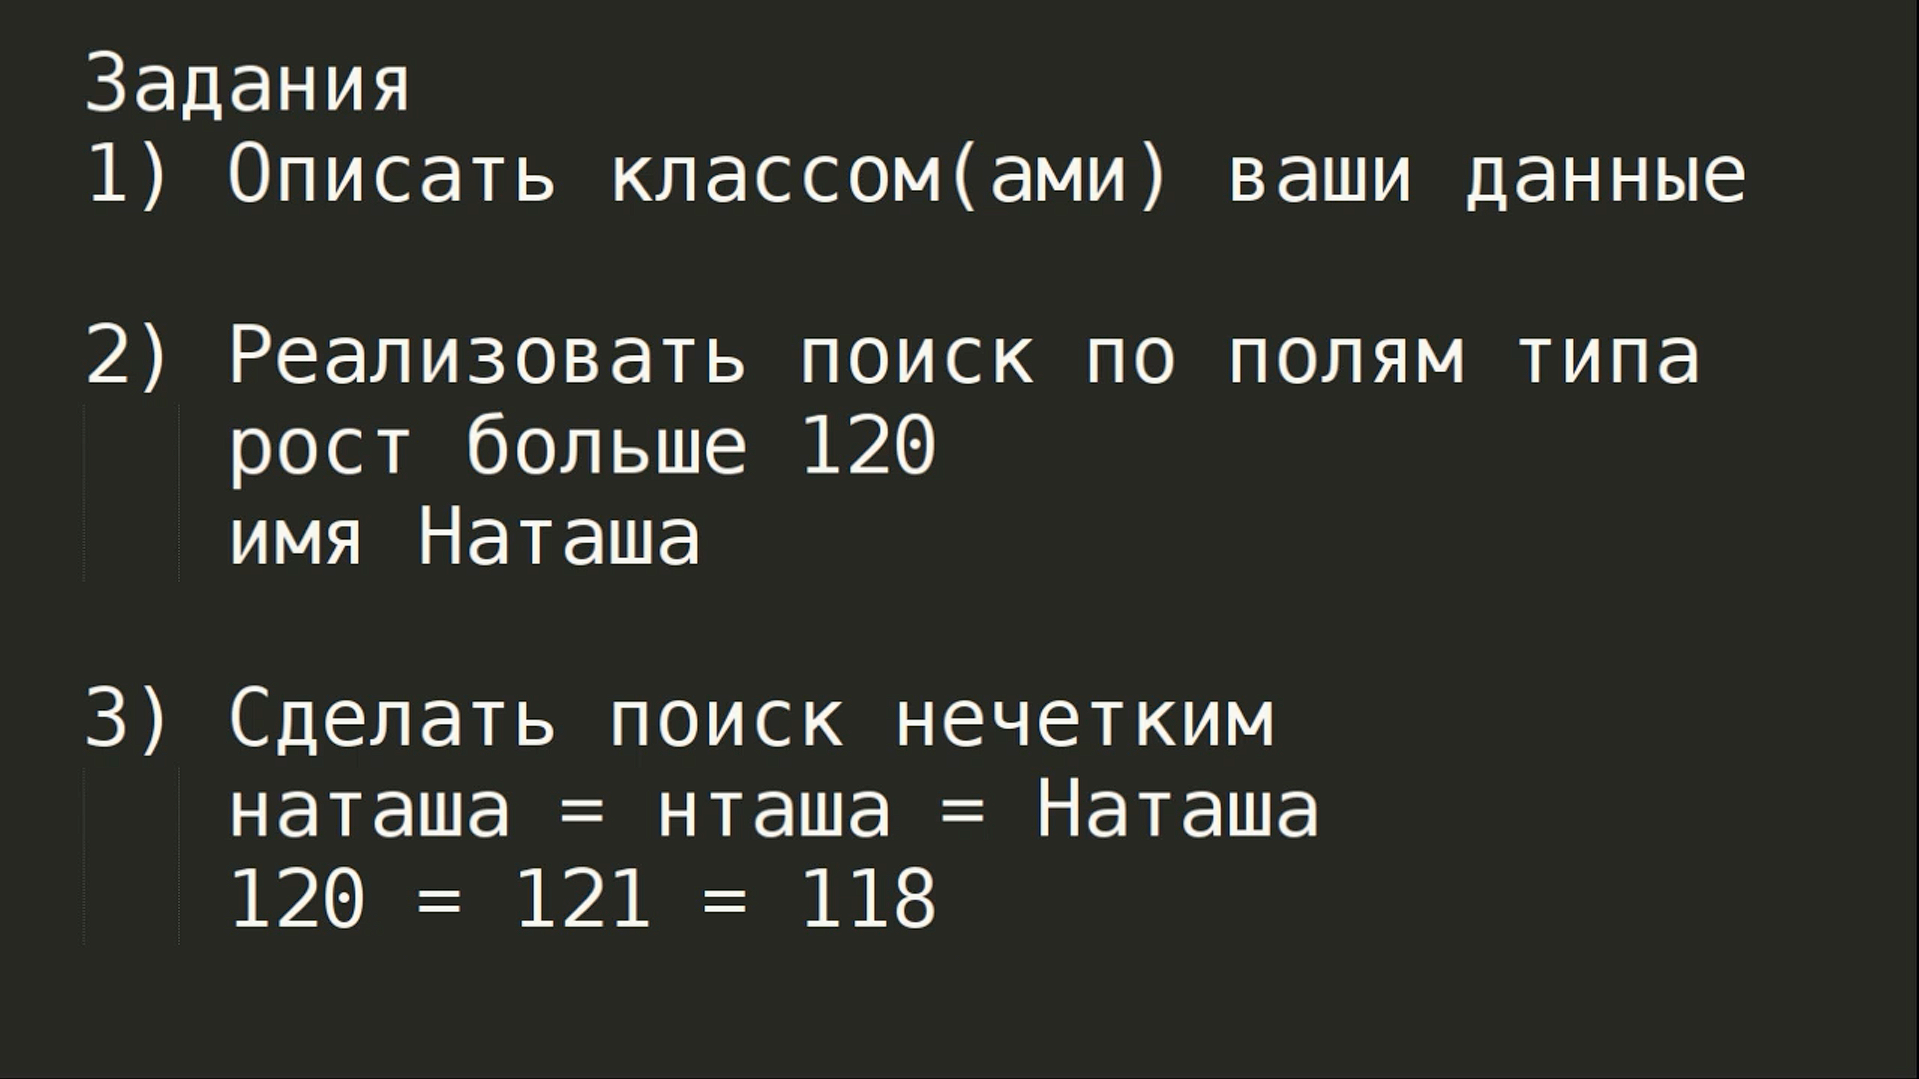 Задания
1) Описать классом(ами) ваши данные
2) Реализовать поиск по полям типа
рост больше 120
имя Наташа
3) Сделать поиск нечетким
наташа = нташа = Наташа
120 = 121 = 118